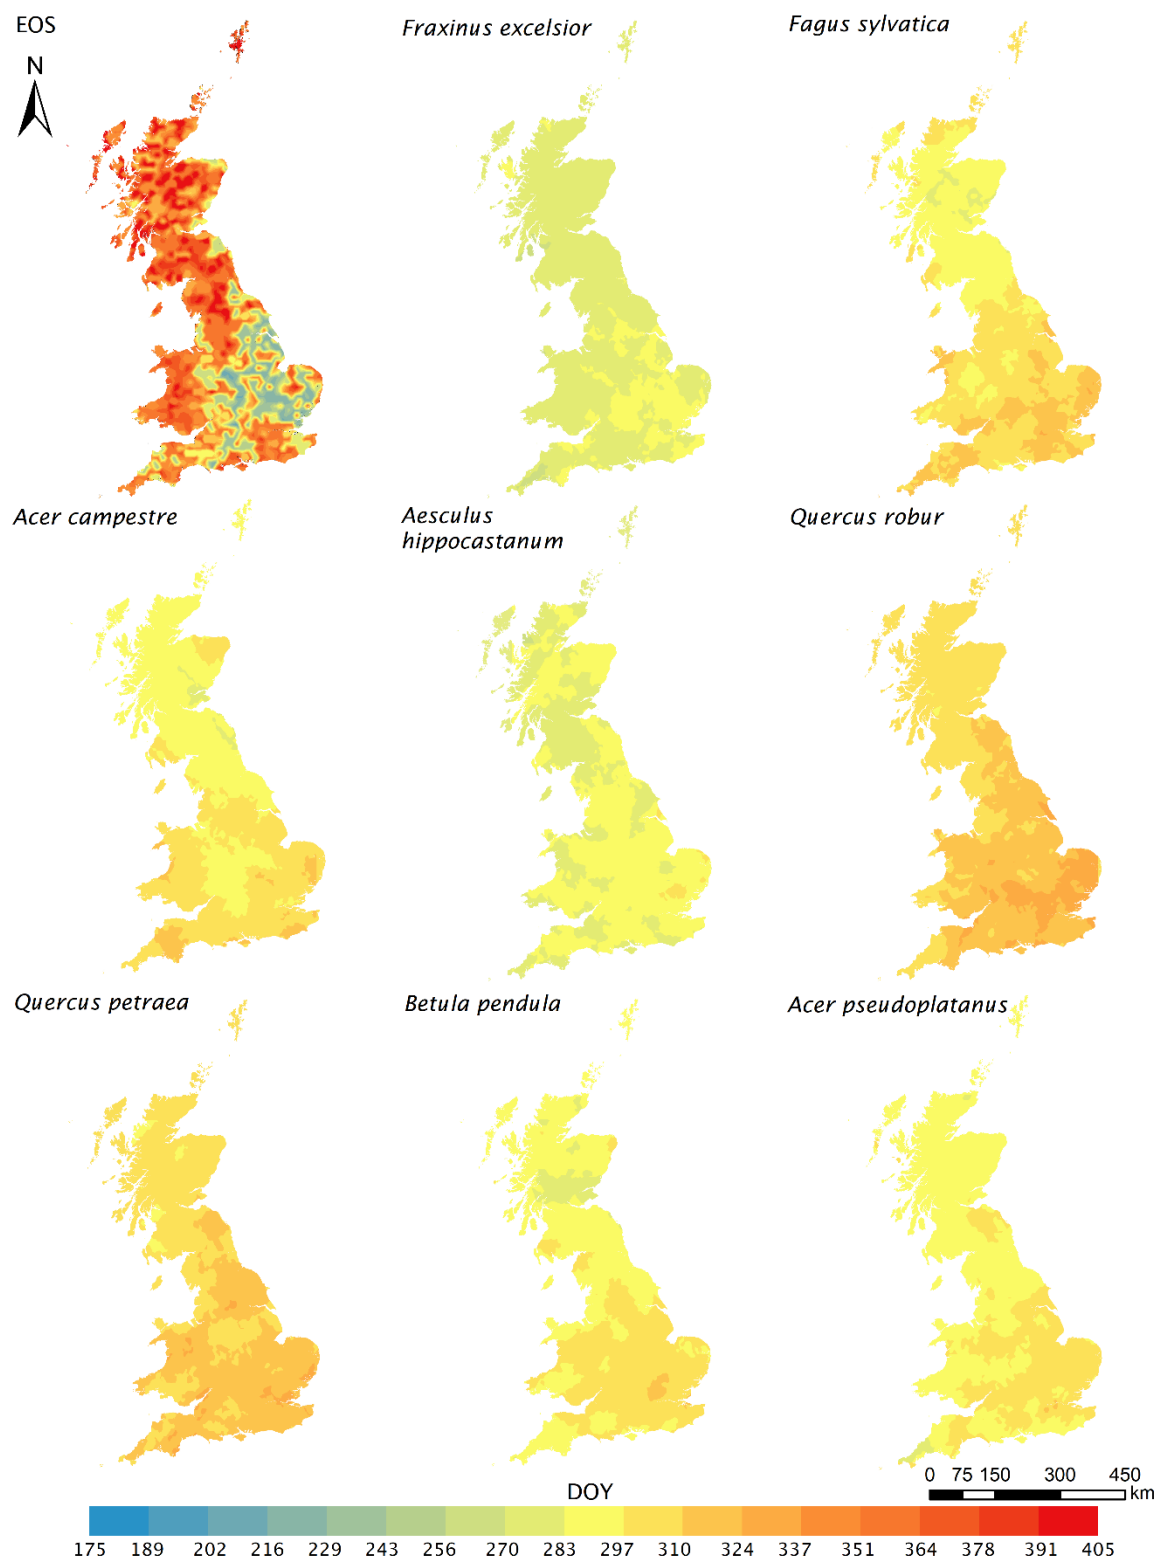 EOS
N
Fraxinus excelsior
Fagus sylvatica
Acer campestre
Aesculus
hippocastanum
Quercus robur
Quercus petraea
Betula pendula
Acer pseudoplatanus
0 75 150 300 450
km
DOY
175 189 202 216 229 243 256 270 283 297 310 324 337 351 364 378 391 405